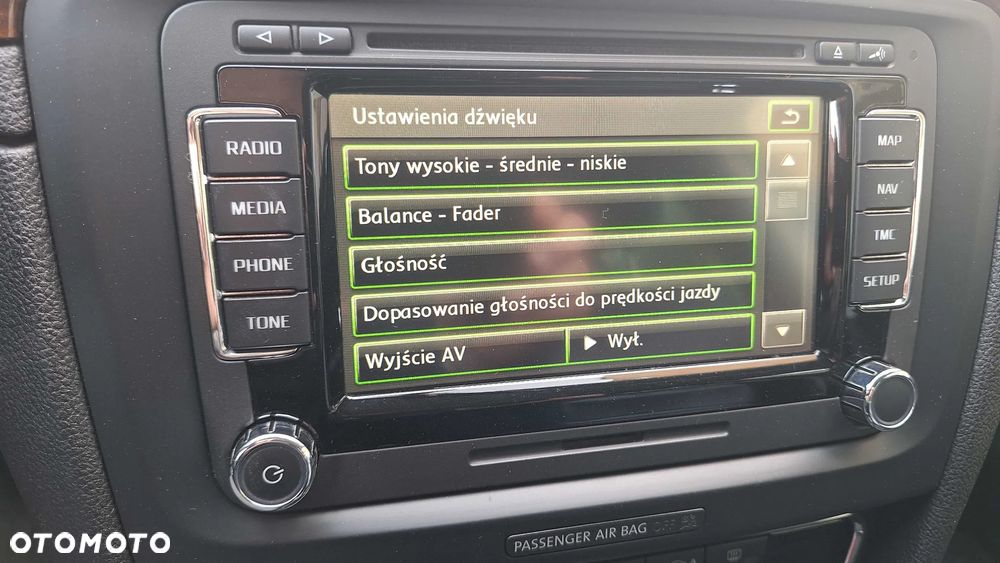 Ustawienia dźwięku
RADIO
MEDIA
PHONE
TONE
Tony wysokie - średnie - niskie
Balance - Fader
Głośność
Dopasowanie głośności do prędkości jazdy
Wyjście AV
Wył.
MAP
NAV
TMC
SETUP
PASSENGER AIR BAG OFF
OTOMOTO